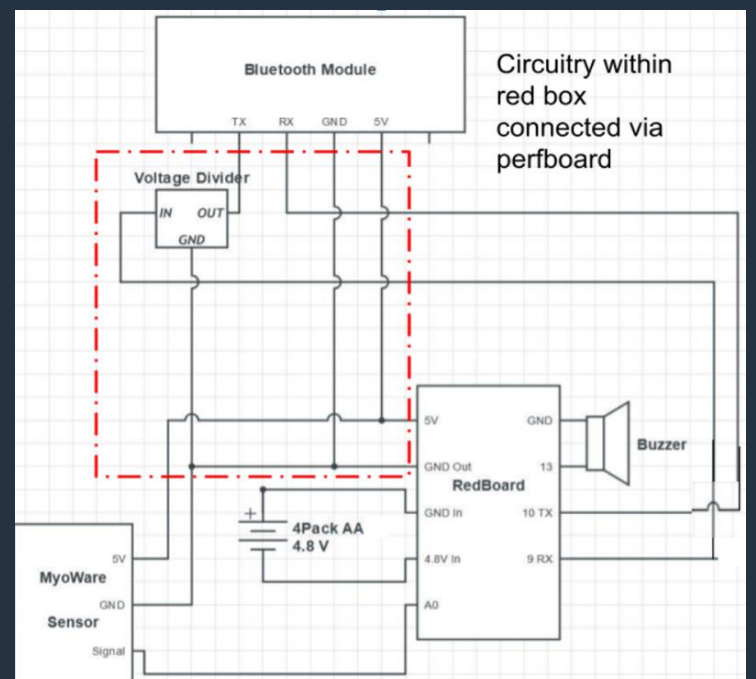 Bluetooth Module
TX RX GND 5V
Circuitry within
red box
connected via
perfboard
Voltage Divider
IN OUT
GND
5V
GND Out
GND In
4.8V In
A0
RedBoard
GND
13
10 TX
9 RX
Buzzer
+
4Pack AA
4.8 V
MyoWare
Sensor
5V
GND
Signal